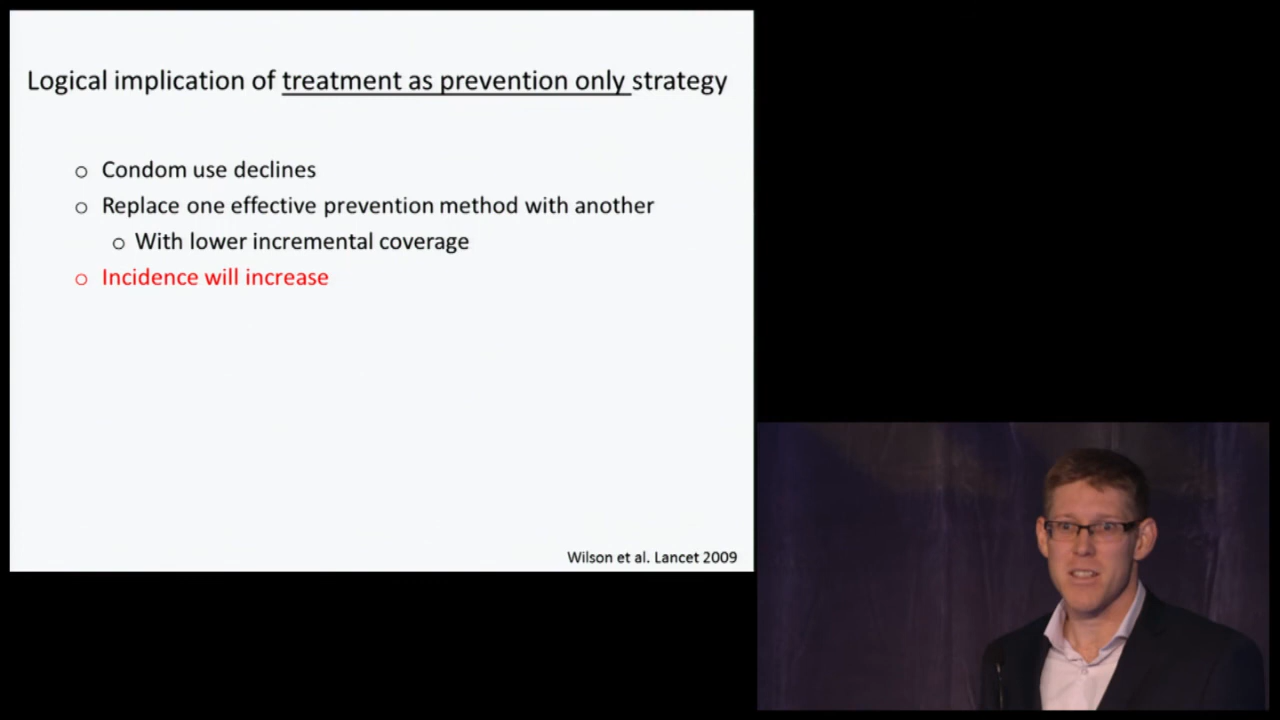 Logical implication of treatment as prevention only strategy
o Condom use declines
o Replace one effective prevention method with another
o With lower incremental coverage
o Incidence will increase
Wilson et al. Lancet 2009